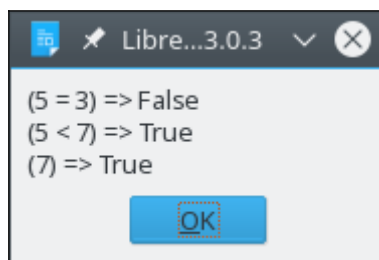 Libre...3.0.3
(5 = 3) => False
(5 < 7) => True
(7) => True
OK